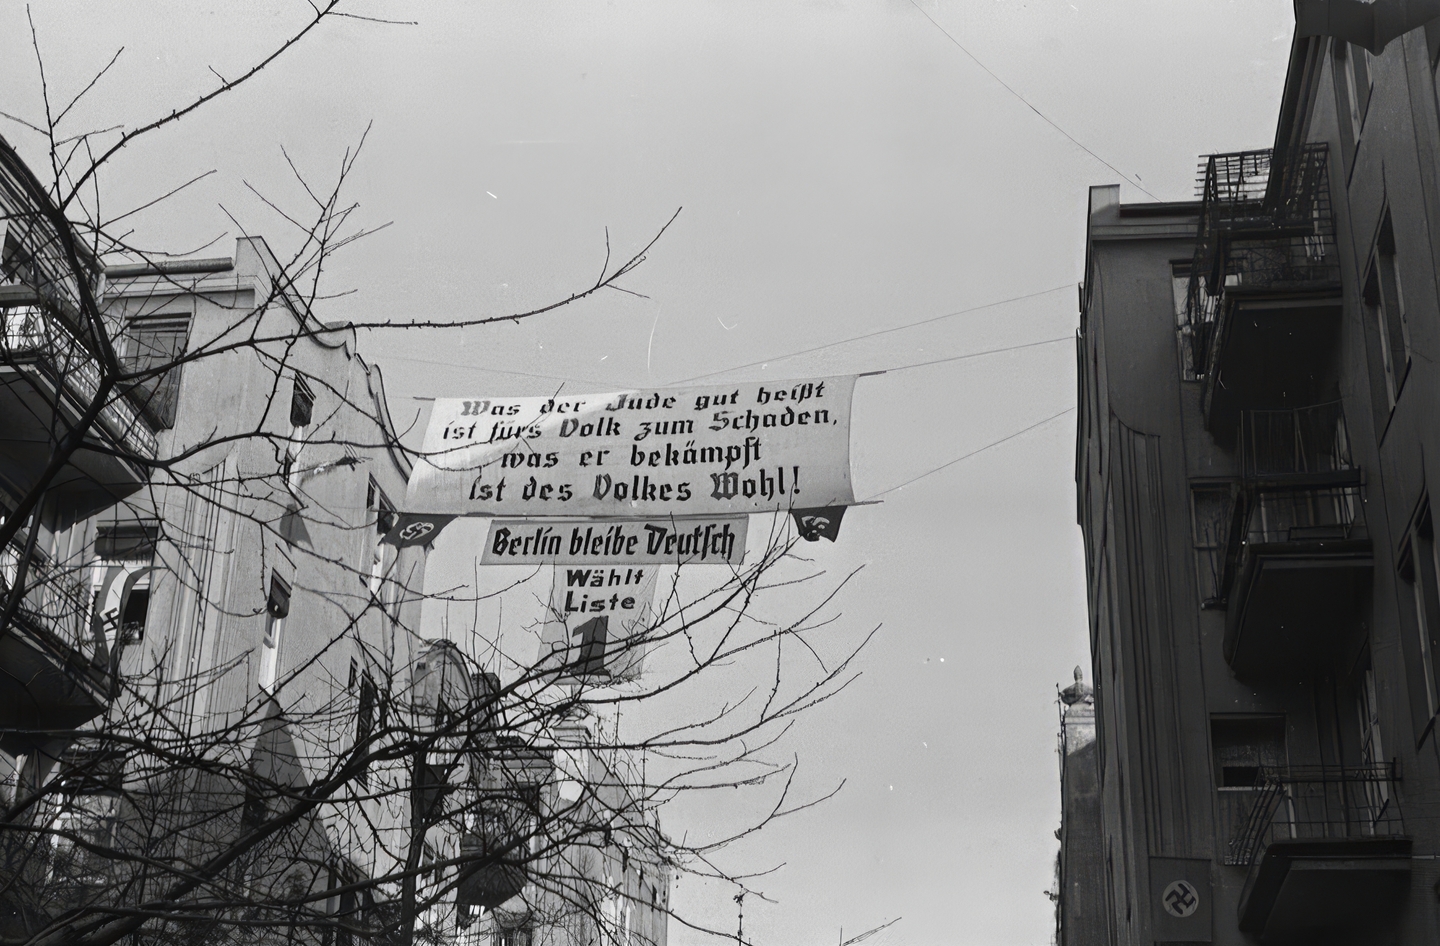 Was der Jude gut heißt
ist fürs Volk zum Schaden,
was er bekämpft
ist des Volkes Wohl!
Berlin bleibe Deutsch
Wählt
Liste
1